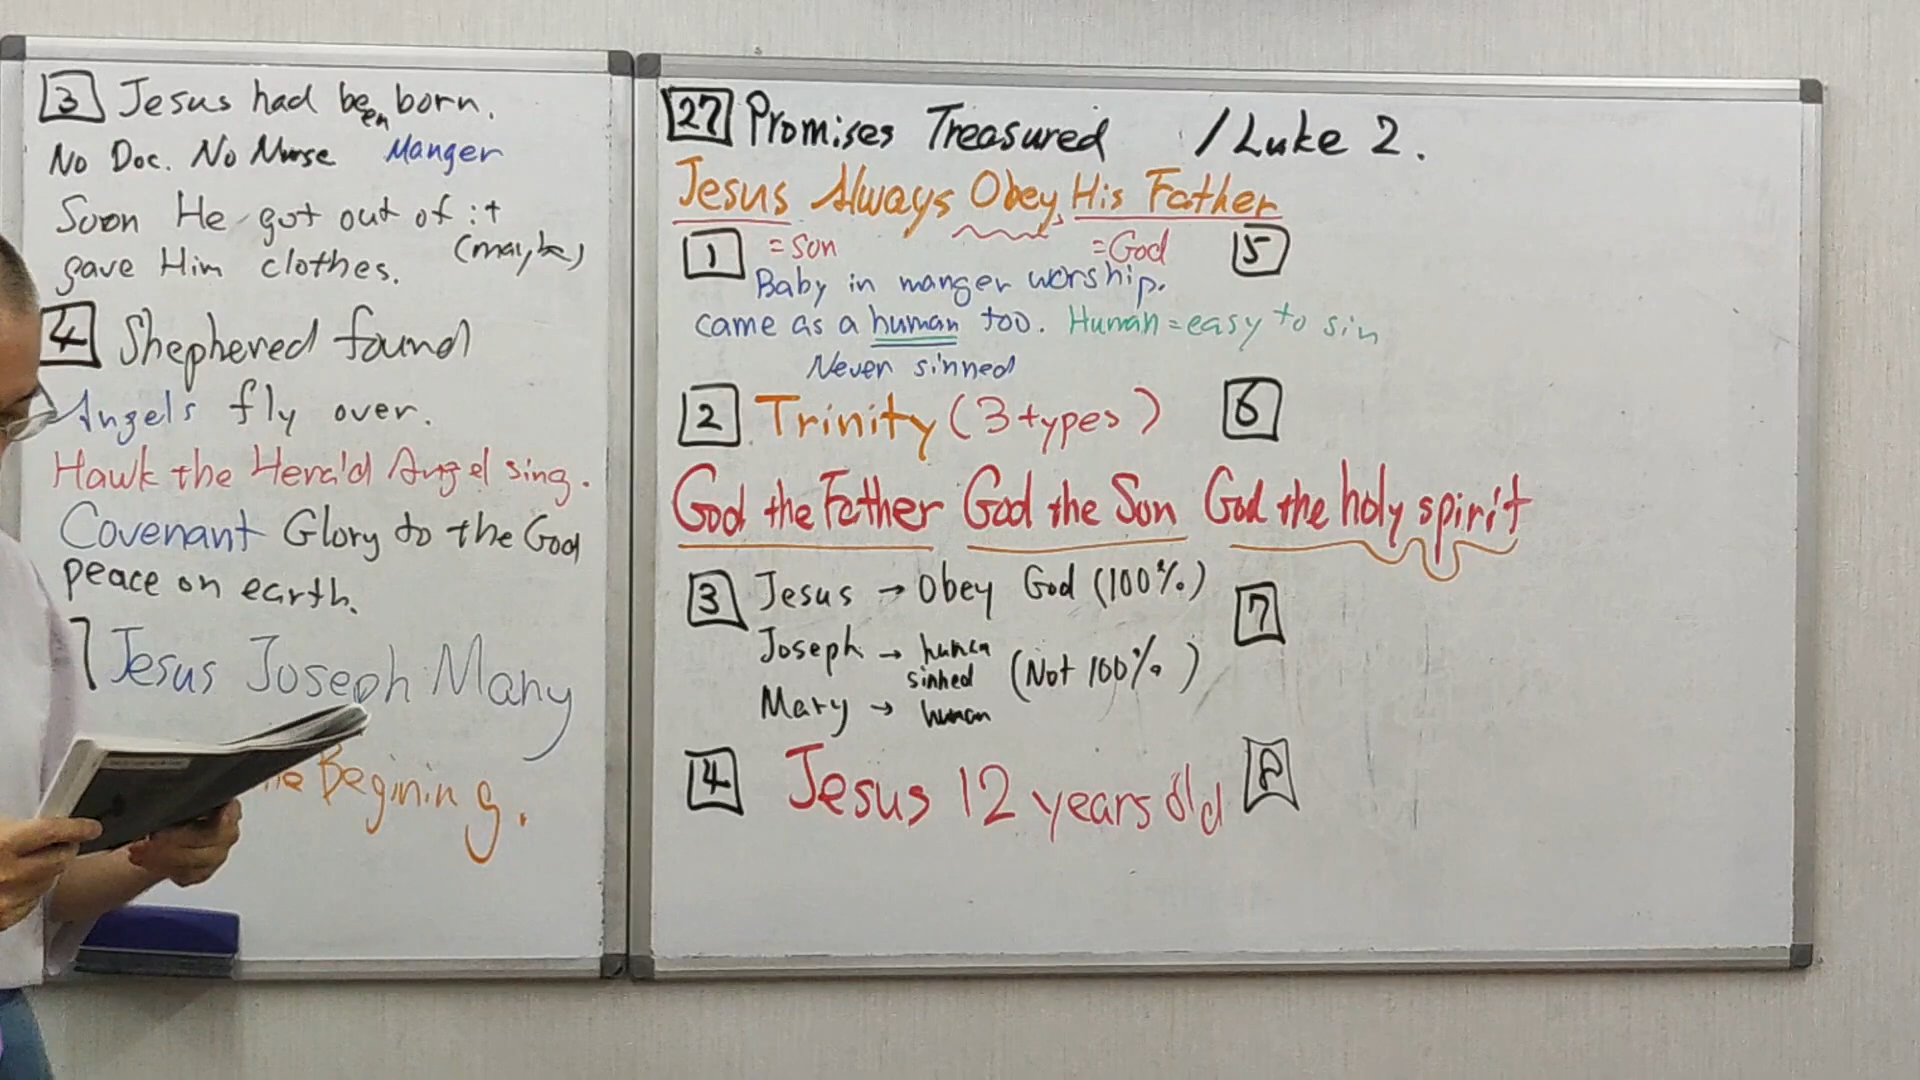 3 Jesus had been born.
No Doc. No Nurse Manger
Soon He got out of it
(maybe)
gave Him clothes.
4 Shephered found
Angels fly over.
Hawk the Herald Angel sing.
Covenant Glory to the God
peace on earth.
Jesus Joseph Mary
Begining.
27 Promises Treasured / Luke 2.
Jesus Always Obey, His Father
1 = Son = God 5
Baby in manger worship.
came as a human too. Human = easy to sin
Never sinned
2 Trinity (3 types) 6
God the Father God the Son God the holy spirit
3 Jesus → Obey God (100%) 7
Joseph → human
sinned (Not 100%)
Mary → human
4 Jesus 12 years old 8